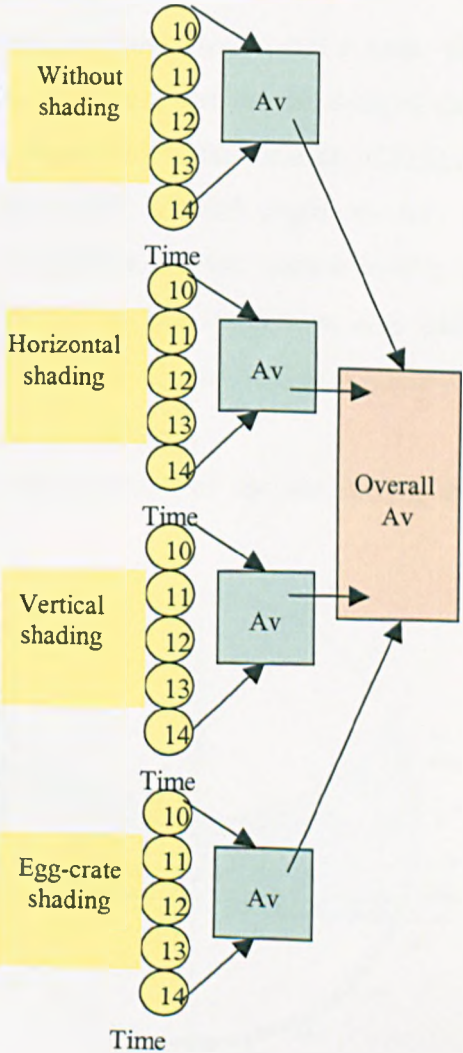 10
Without
shading
11
Av
12
13
14
Time
10
Horizontal
shading
11
Av
12
13
14
Time
10
Vertical
shading
11
Av
12
13
14
Time
10
Egg-crate
shading
11
Av
12
13
14
Time
Overall
Av